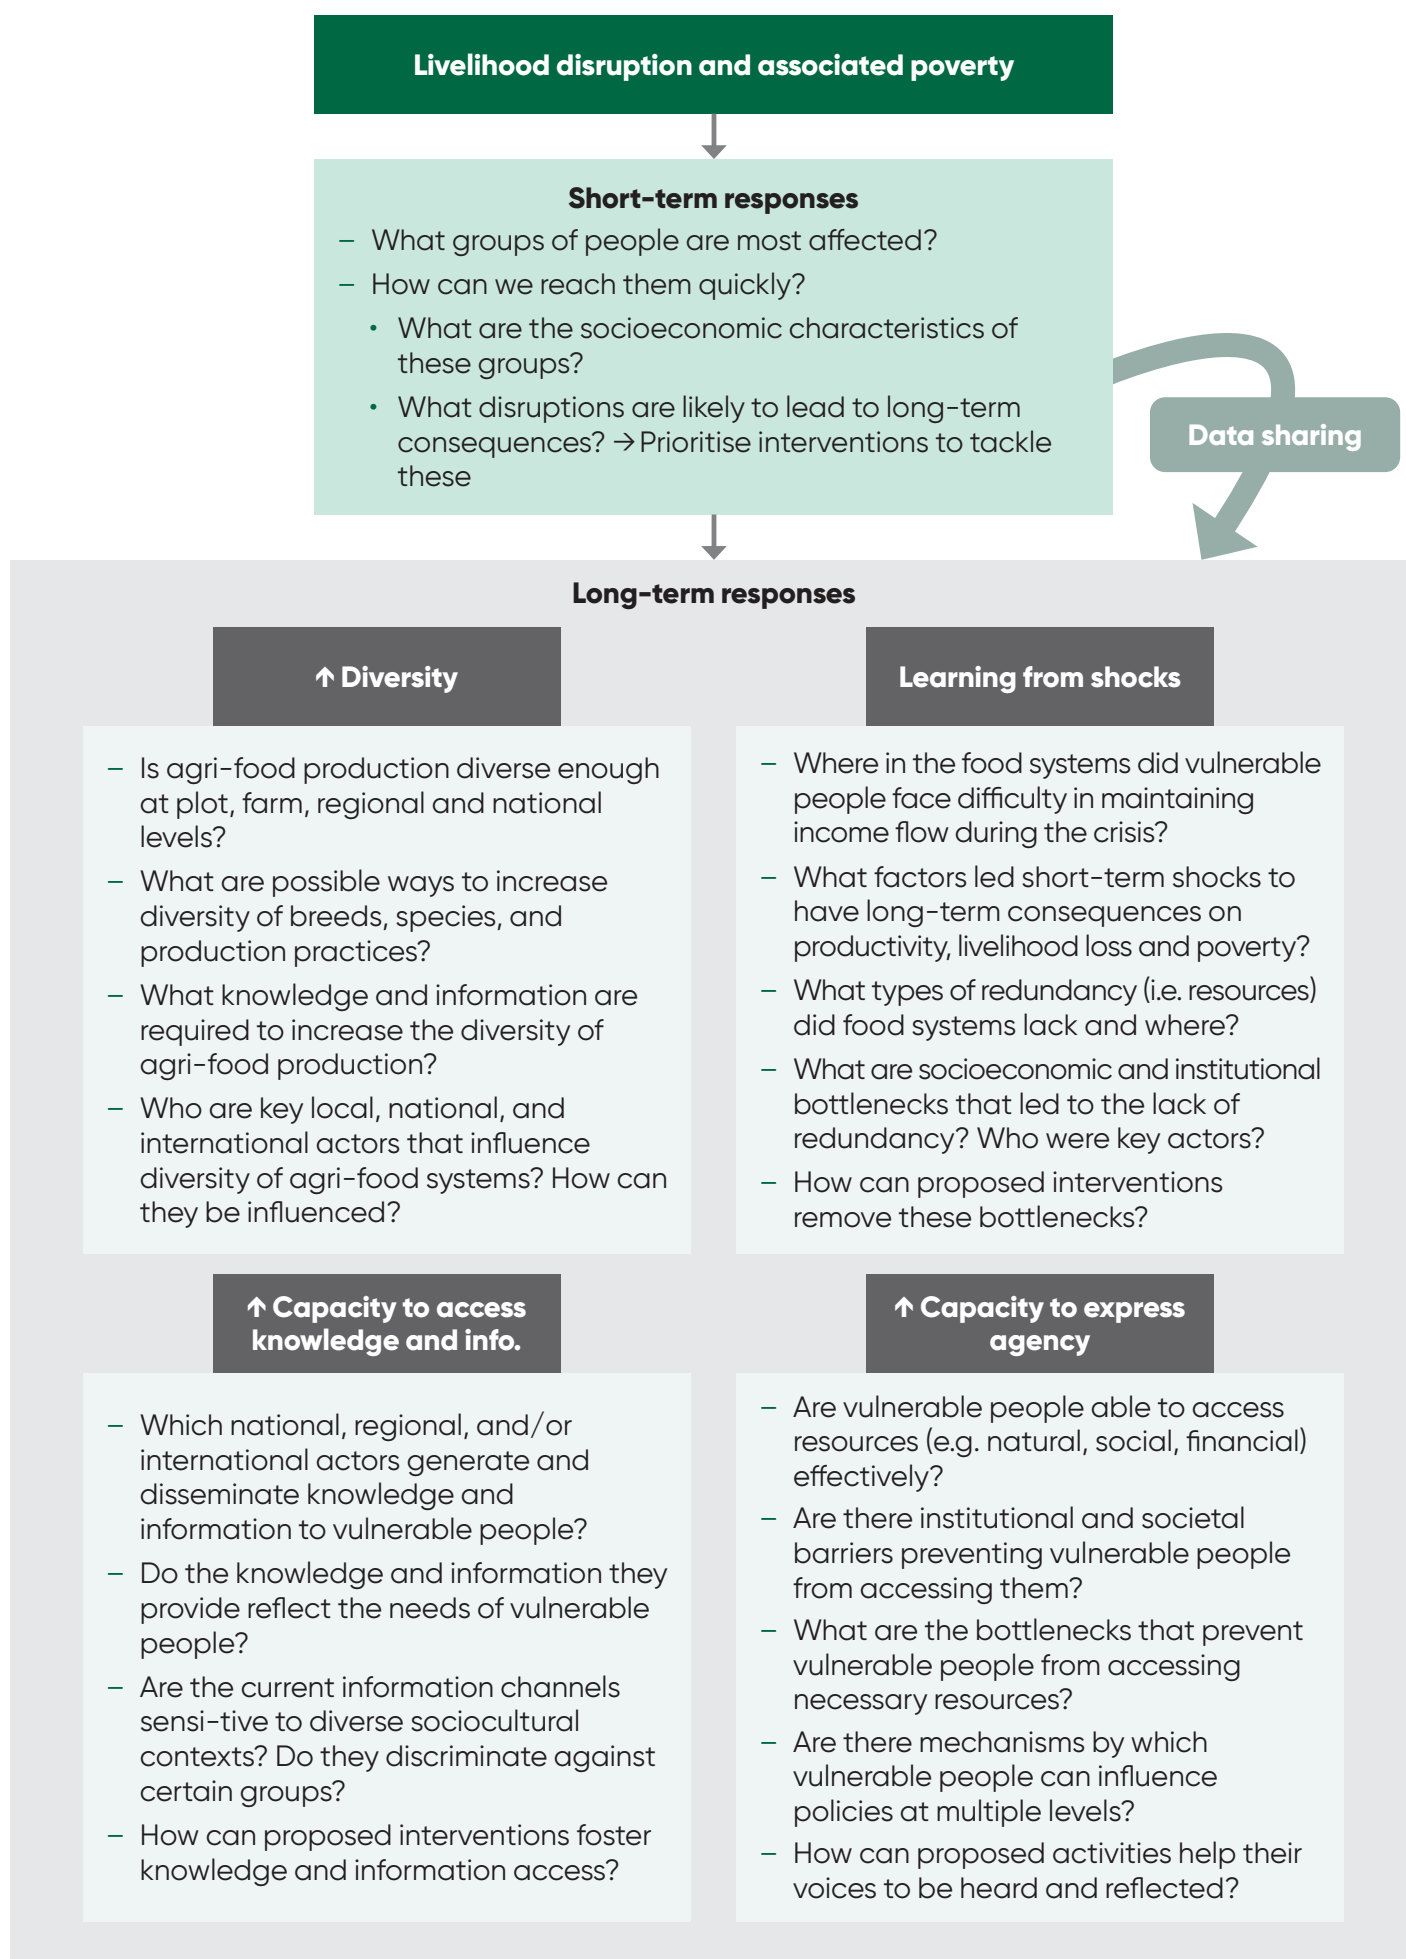 Livelihood disruption and associated poverty
Short-term responses
– What groups of people are most affected?
– How can we reach them quickly?
• What are the socioeconomic characteristics of
these groups?
• What disruptions are likely to lead to long-term
consequences? → Prioritise interventions to tackle
these
Data sharing
Long-term responses
↑ Diversity
– Is agri-food production diverse enough
at plot, farm, regional and national
levels?
– What are possible ways to increase
diversity of breeds, species, and
production practices?
– What knowledge and information are
required to increase the diversity of
agri-food production?
– Who are key local, national, and
international actors that influence
diversity of agri-food systems? How can
they be influenced?
Learning from shocks
– Where in the food systems did vulnerable
people face difficulty in maintaining
income flow during the crisis?
– What factors led short-term shocks to
have long-term consequences on
productivity, livelihood loss and poverty?
– What types of redundancy (i.e. resources)
did food systems lack and where?
– What are socioeconomic and institutional
bottlenecks that led to the lack of
redundancy? Who were key actors?
– How can proposed interventions
remove these bottlenecks?
↑ Capacity to access
knowledge and info.
– Which national, regional, and/or
international actors generate and
disseminate knowledge and
information to vulnerable people?
– Do the knowledge and information they
provide reflect the needs of vulnerable
people?
– Are the current information channels
sensi-tive to diverse sociocultural
contexts? Do they discriminate against
certain groups?
– How can proposed interventions foster
knowledge and information access?
↑ Capacity to express
agency
– Are vulnerable people able to access
resources (e.g. natural, social, financial)
effectively?
– Are there institutional and societal
barriers preventing vulnerable people
from accessing them?
– What are the bottlenecks that prevent
vulnerable people from accessing
necessary resources?
– Are there mechanisms by which
vulnerable people can influence
policies at multiple levels?
– How can proposed activities help their
voices to be heard and reflected?